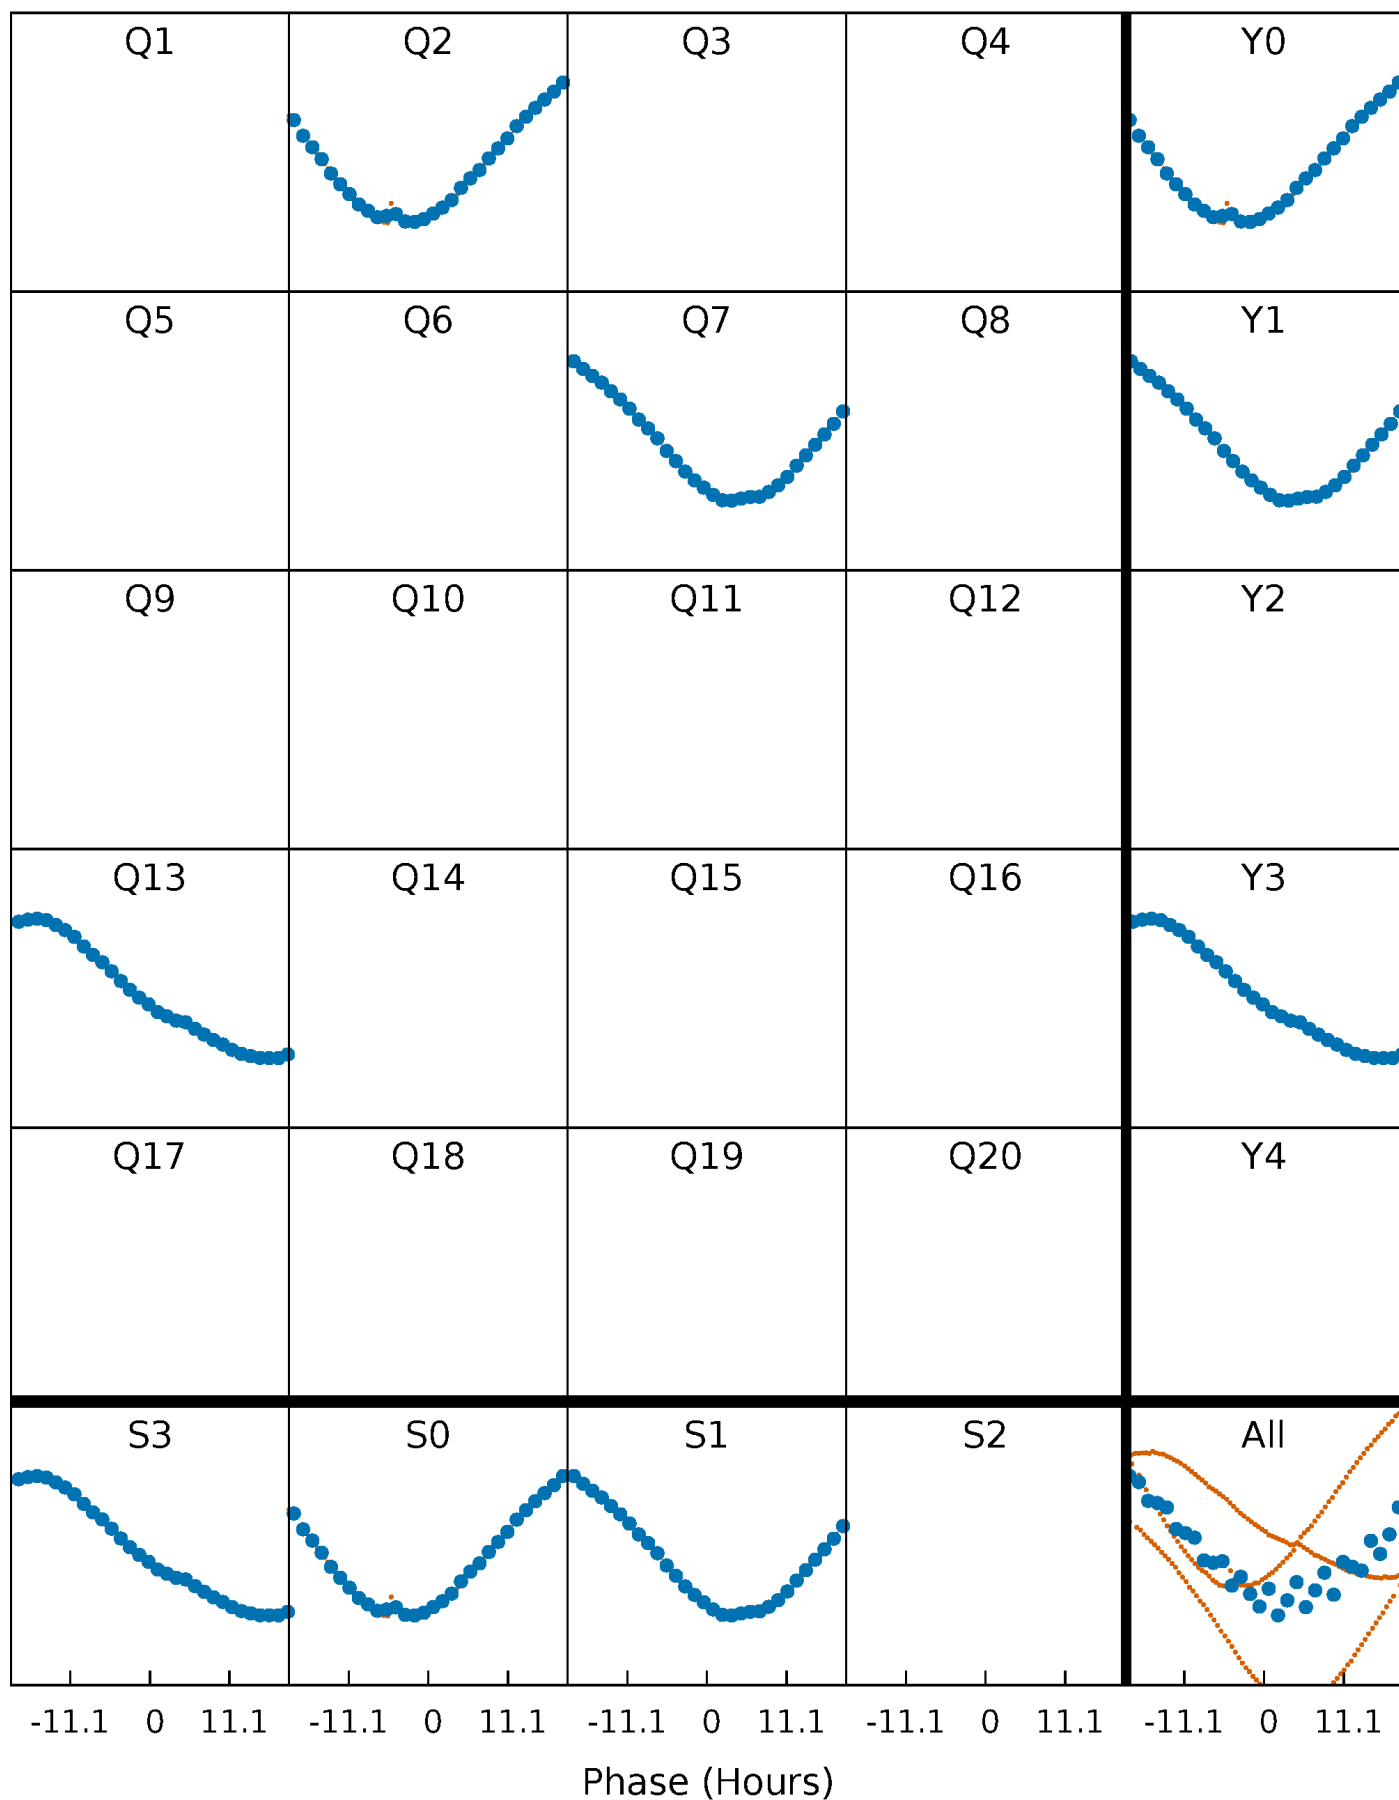 Q1 Q2 Q3 Q4 Y0
Q5 Q6 Q7 Q8 Y1
Q9 Q10 Q11 Q12 Y2
Q13 Q14 Q15 Q16 Y3
Q17 Q18 Q19 Q20 Y4
S3 S0 S1 S2 All
-11.1 0 11.1 -11.1 0 11.1 -11.1 0 11.1 -11.1 0 11.1 -11.1 0 11.1
Phase (Hours)